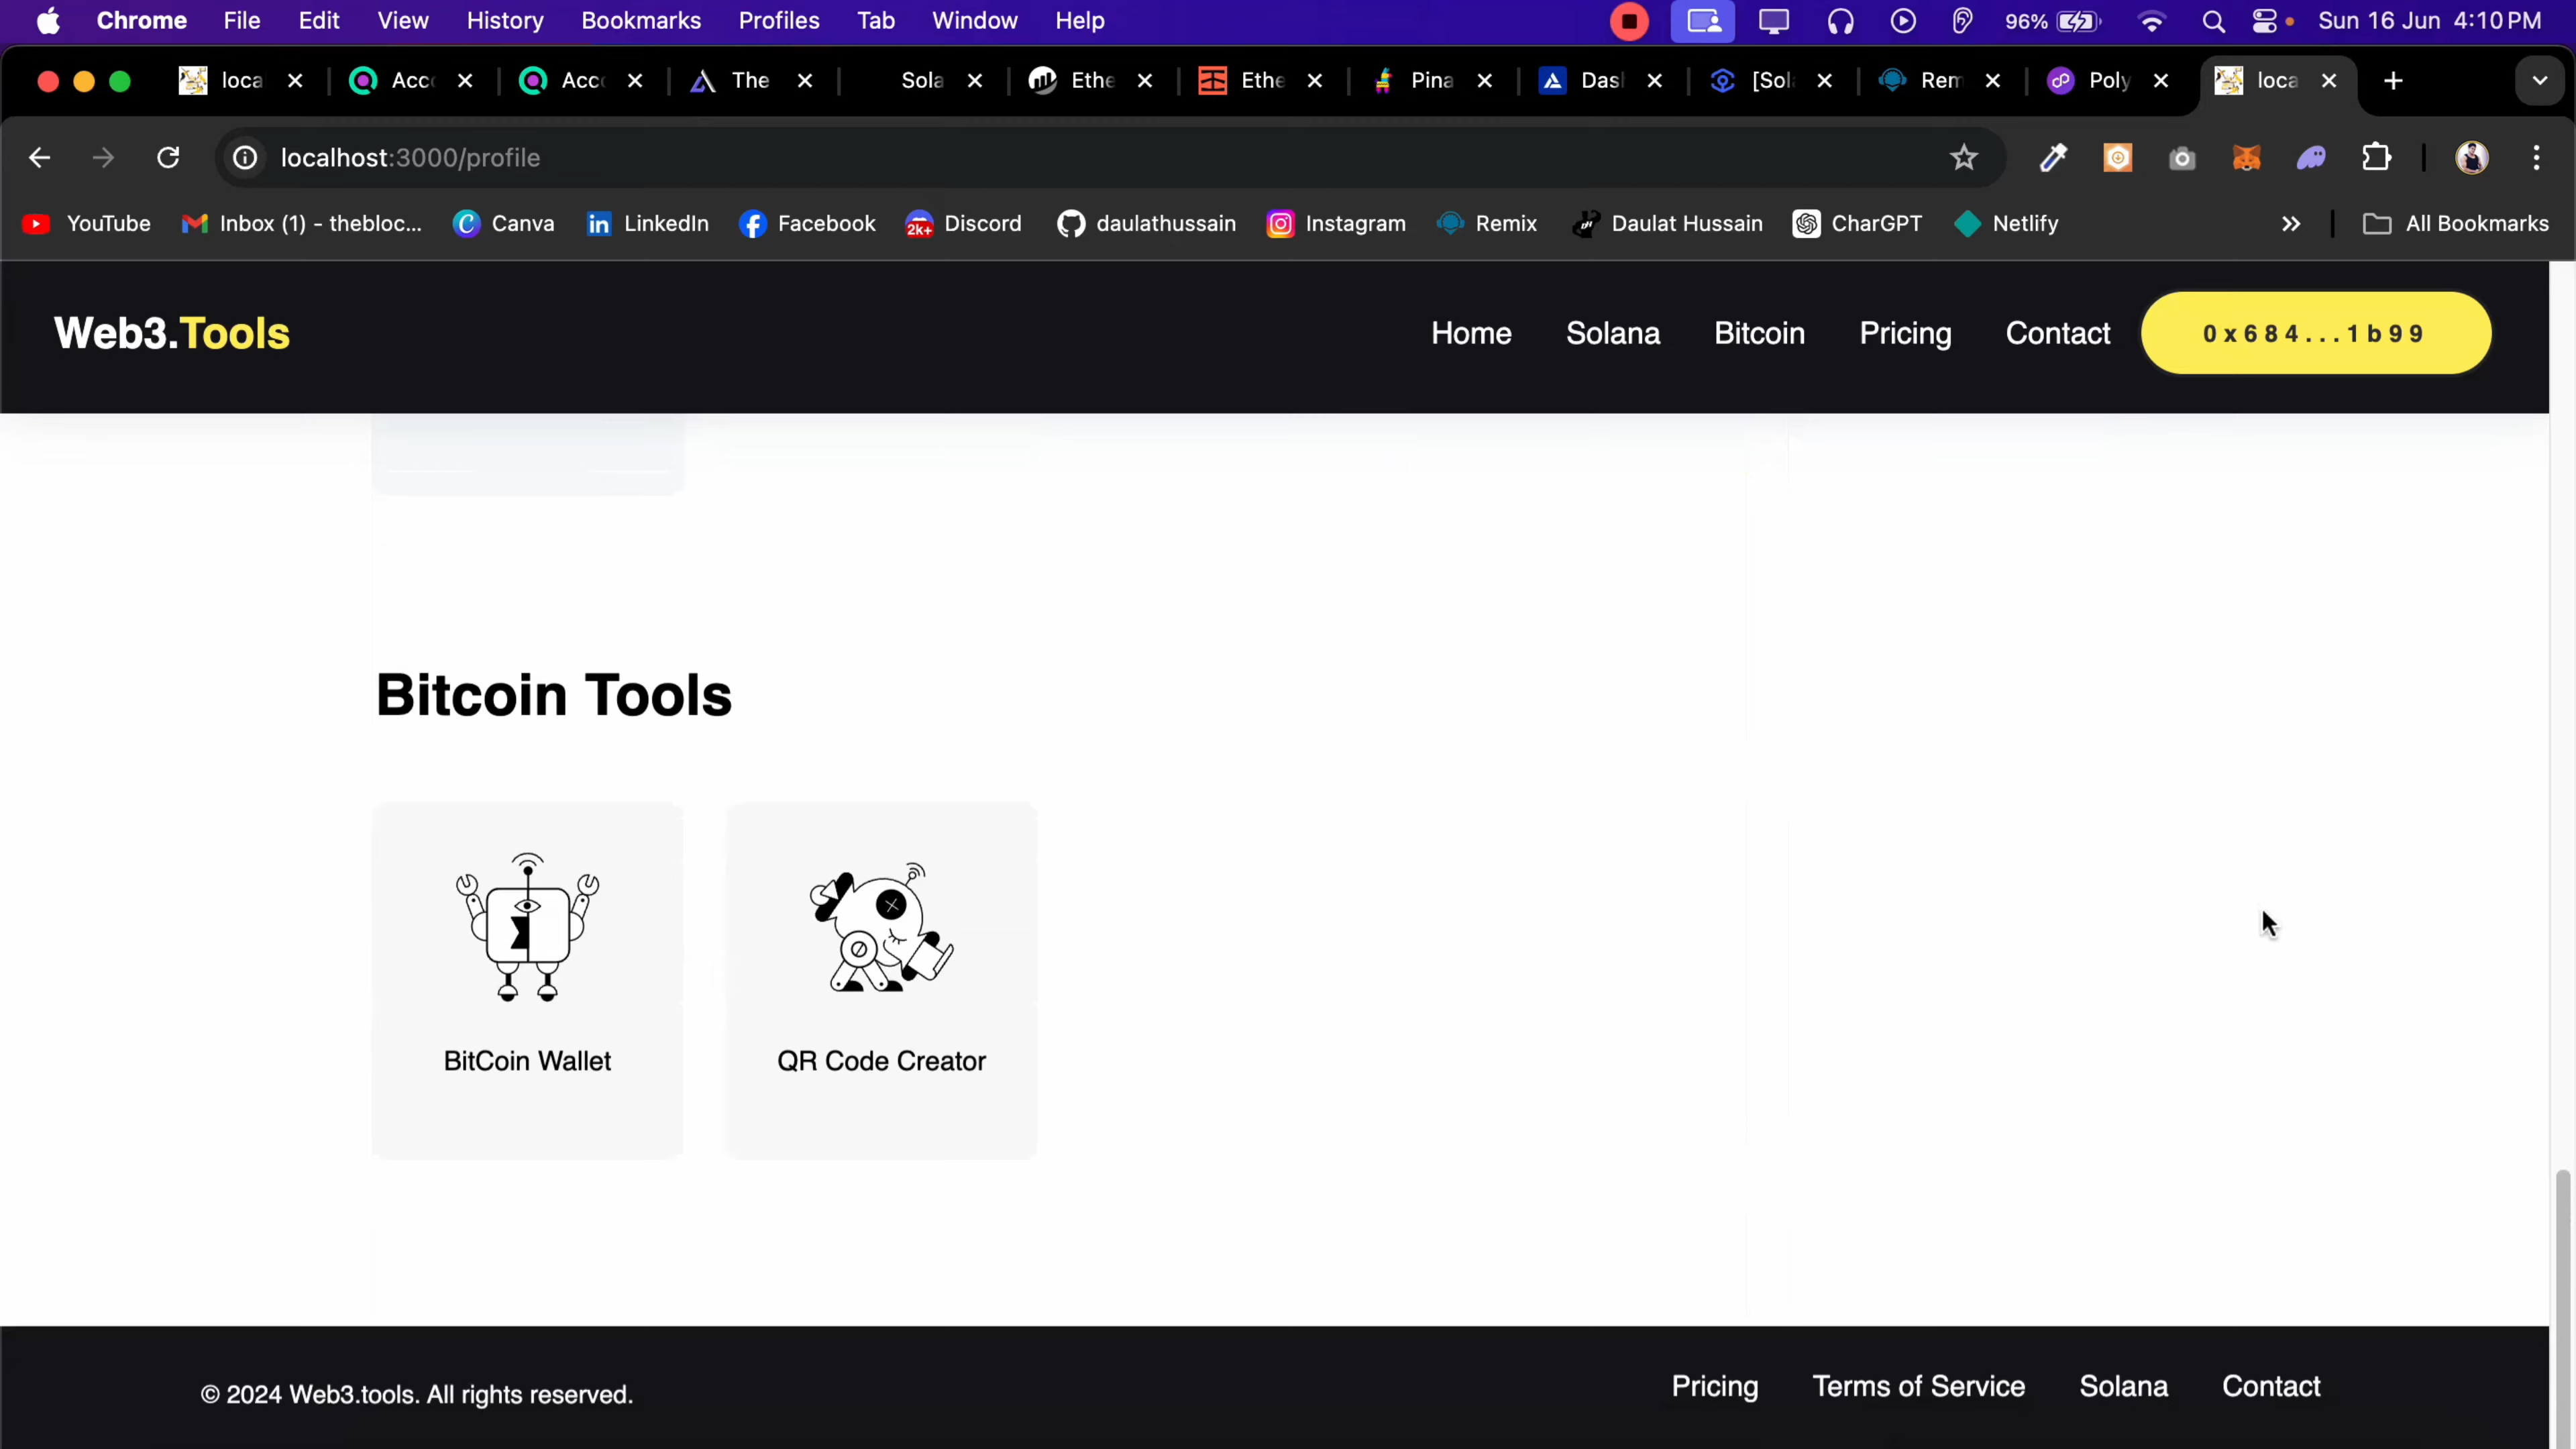 Chrome File Edit View History Bookmarks Profiles Tab Window Help 96% Sun 16 Jun 4:10 PM
loca Acc The Sola Ethe Ethe Pina Das [Sol Rem Poly loca
localhost:3000/profile
YouTube Inbox (1) - thebloc... Canva LinkedIn 2k+ Discord Facebook daulathussain Instagram Remix Daulat Hussain CharGPT Netlify All Bookmarks
Web3.Tools Home Solana Bitcoin Pricing Contact 0x684...1b99
Bitcoin Tools
BitCoin Wallet QR Code Creator
© 2024 Web3.tools. All rights reserved. Pricing Terms of Service Solana Contact